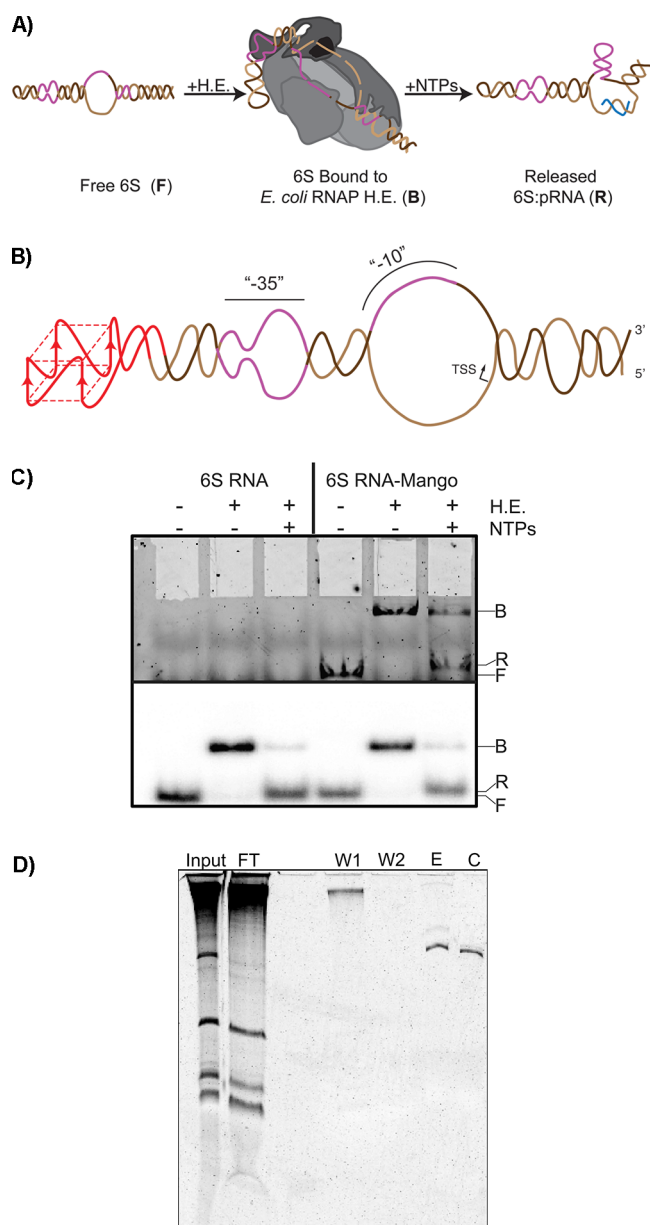 A)
+H.E.
+NTPs
Free 6S (F)
6S Bound to
E. coli RNAP H.E. (B)
Released
6S:pRNA (R)
B)
“-35”
“-10”
TSS
3’
5’
C)
6S RNA
6S RNA-Mango
- + + - + + H.E.
- - + - - + NTPs
B
R
F
B
R
F
D)
Input FT W1 W2 E C